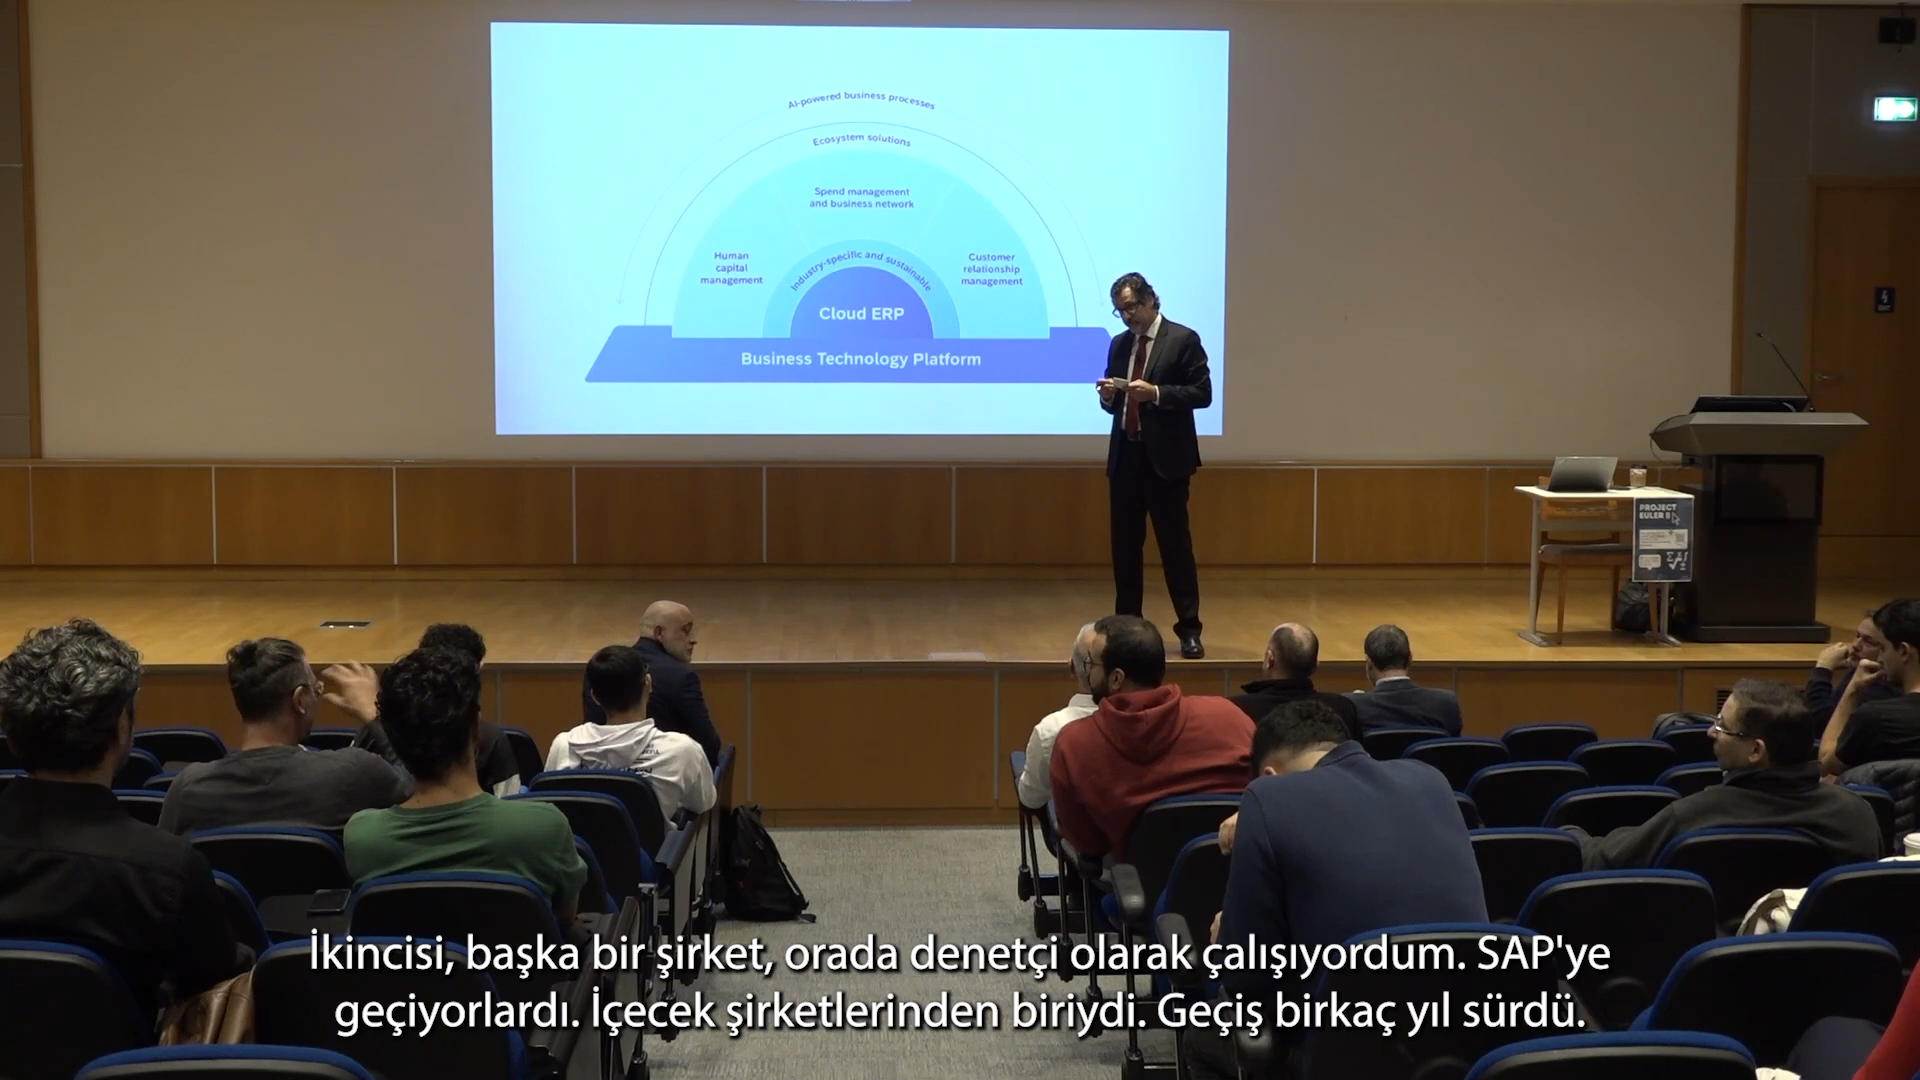 AI-powered business processes
Ecosystem solutions
Spend management
and business network
Human
capital
management
Industry-specific and sustainable
Customer
relationship
management
Cloud ERP
Business Technology Platform
PROJECT
EULER
İkincisi, başka bir şirket, orada denetçi olarak çalışıyordum. SAP'ye
geçiyorlardı. İçecek şirketlerinden biriydi. Geçiş birkaç yıl sürdü.